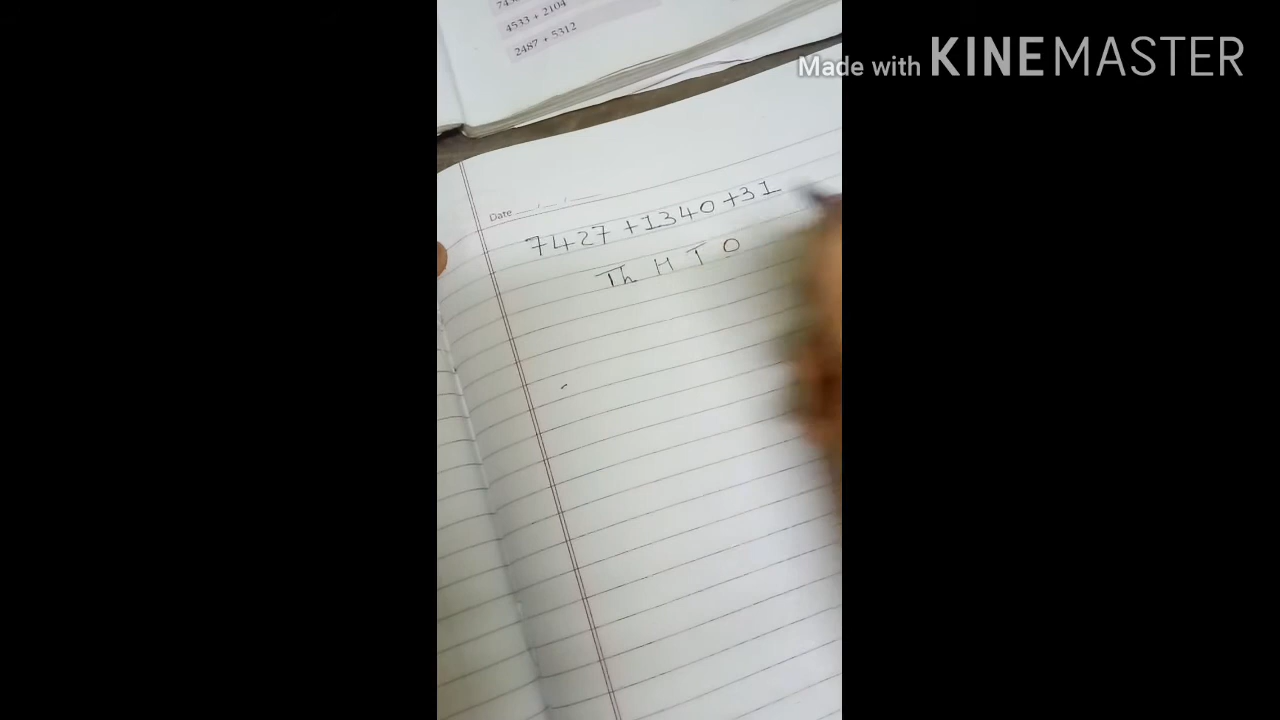 4533 + 2104
2487 + 5312
Made with KINEMASTER
Date
7427 + 1340 + 31
Th H T O